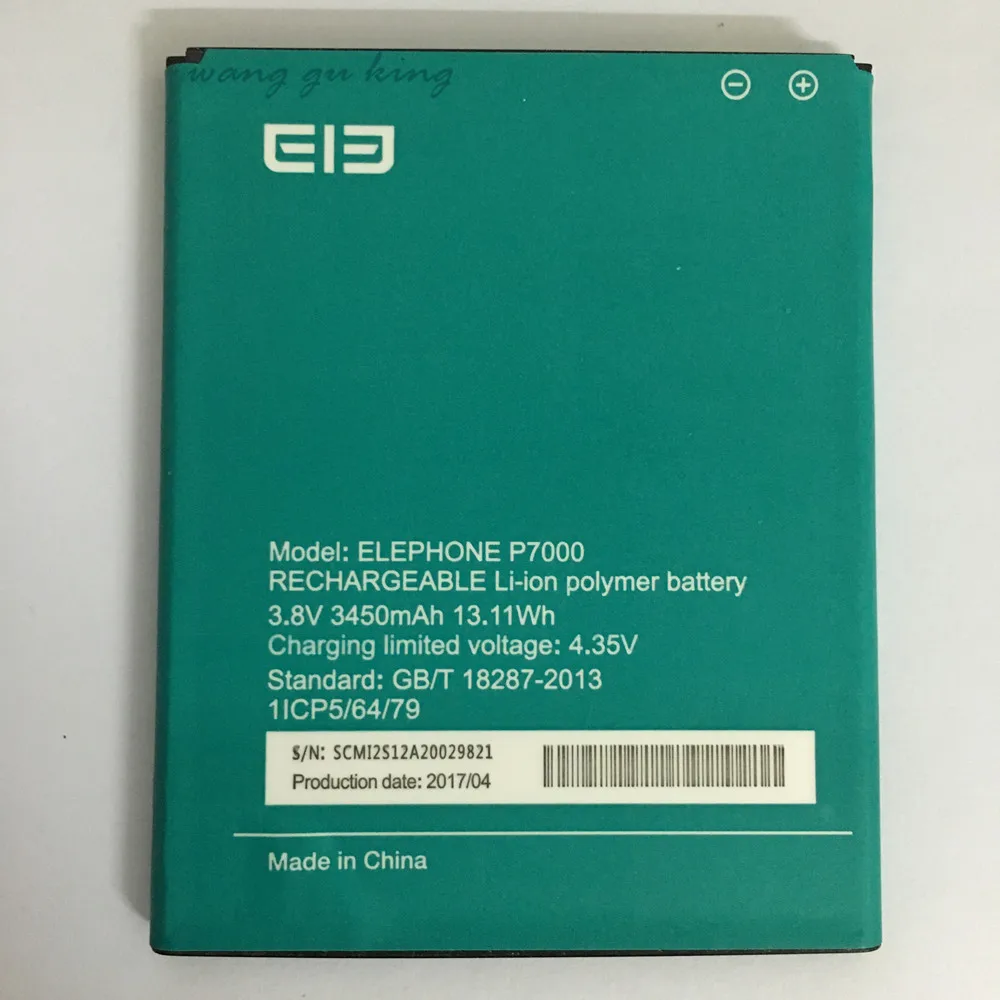 wang gu king
− +
ELE
Model: ELEPHONE P7000
RECHARGEABLE Li-ion polymer battery
3.8V 3450mAh 13.11Wh
Charging limited voltage: 4.35V
Standard: GB/T 18287-2013
1ICP5/64/79
S/N: SCMI2S12A20029821
Production date: 2017/04
Made in China